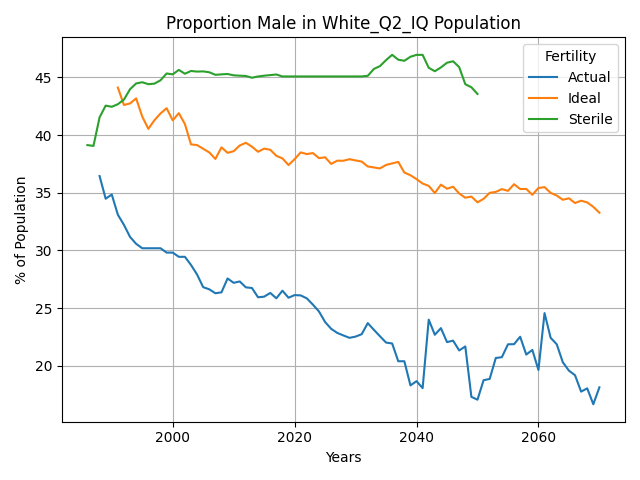 Proportion Male in White_Q2_IQ Population
Fertility
Actual
Ideal
Sterile
% of Population
45
40
35
30
25
20
2000
2020
2040
2060
Years